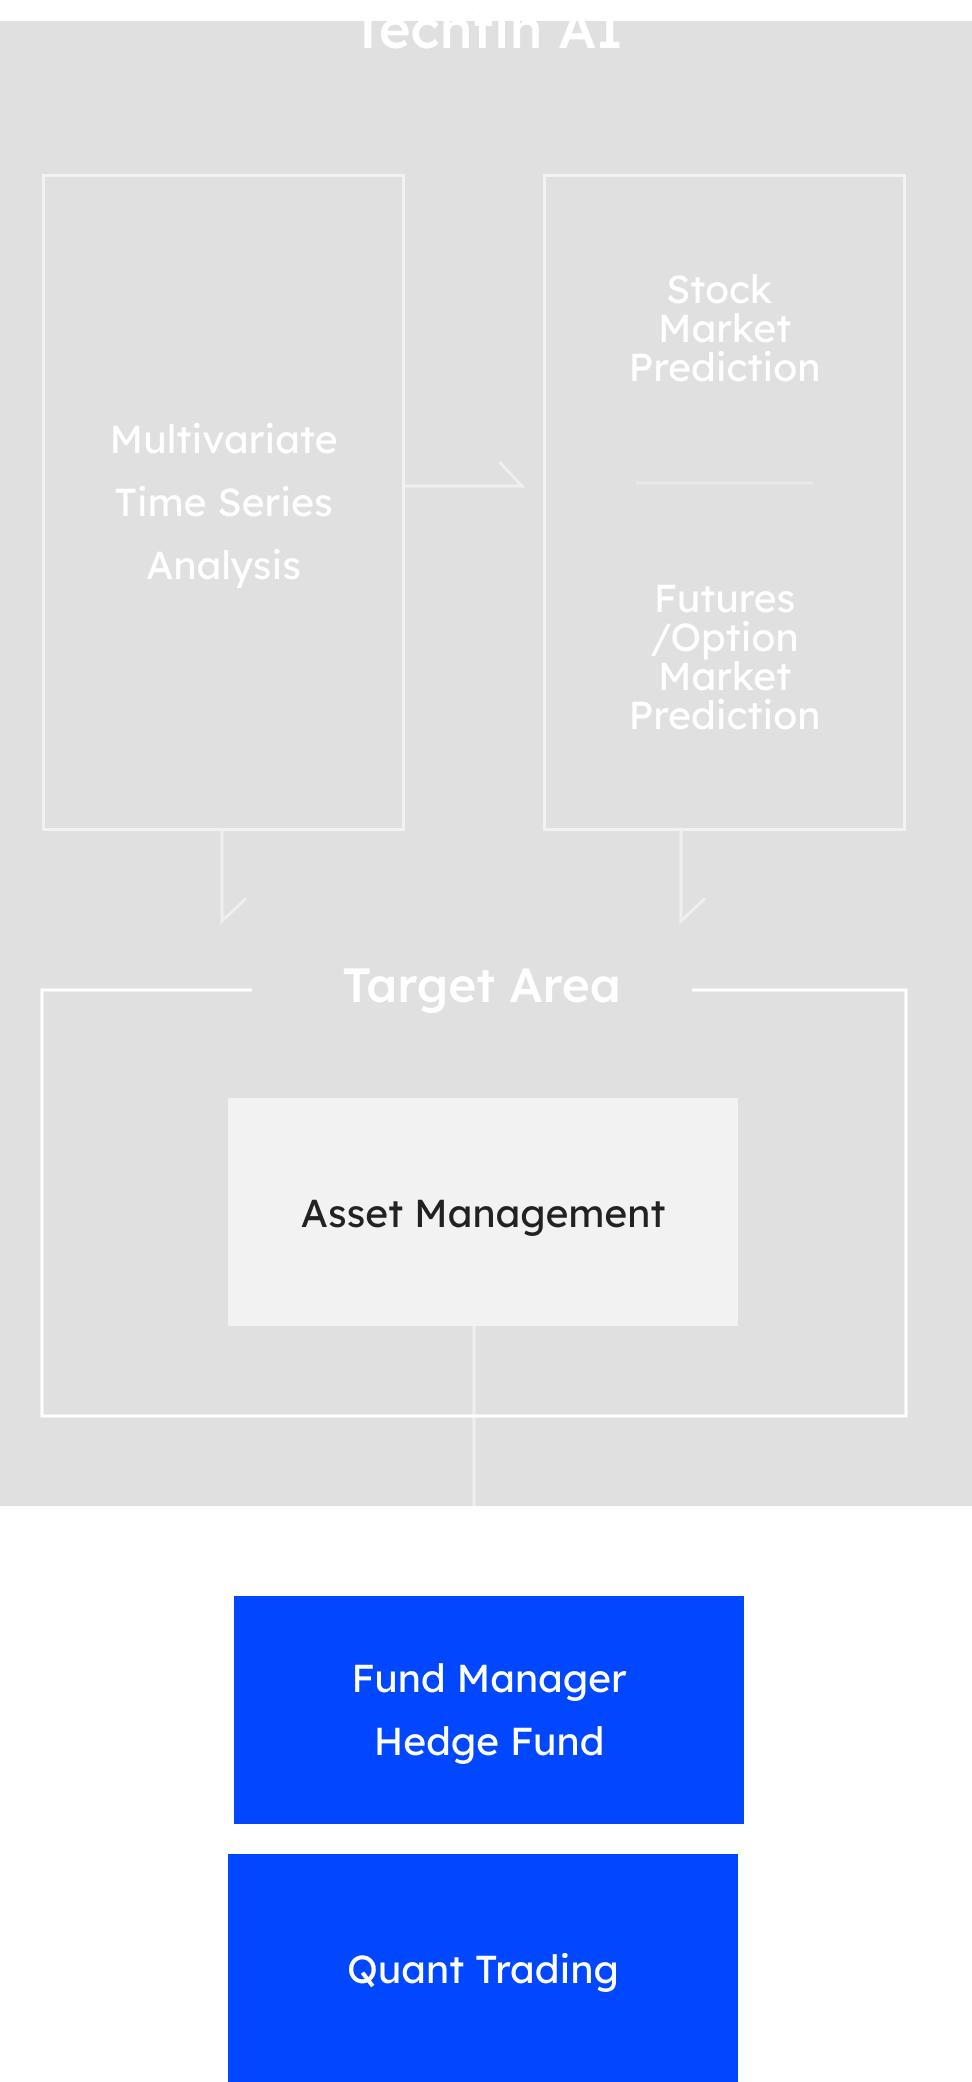 Techfin AI
Multivariate
Time Series
Analysis
Stock
Market
Prediction
Futures
/Option
Market
Prediction
Target Area
Asset Management
Fund Manager
Hedge Fund
Quant Trading